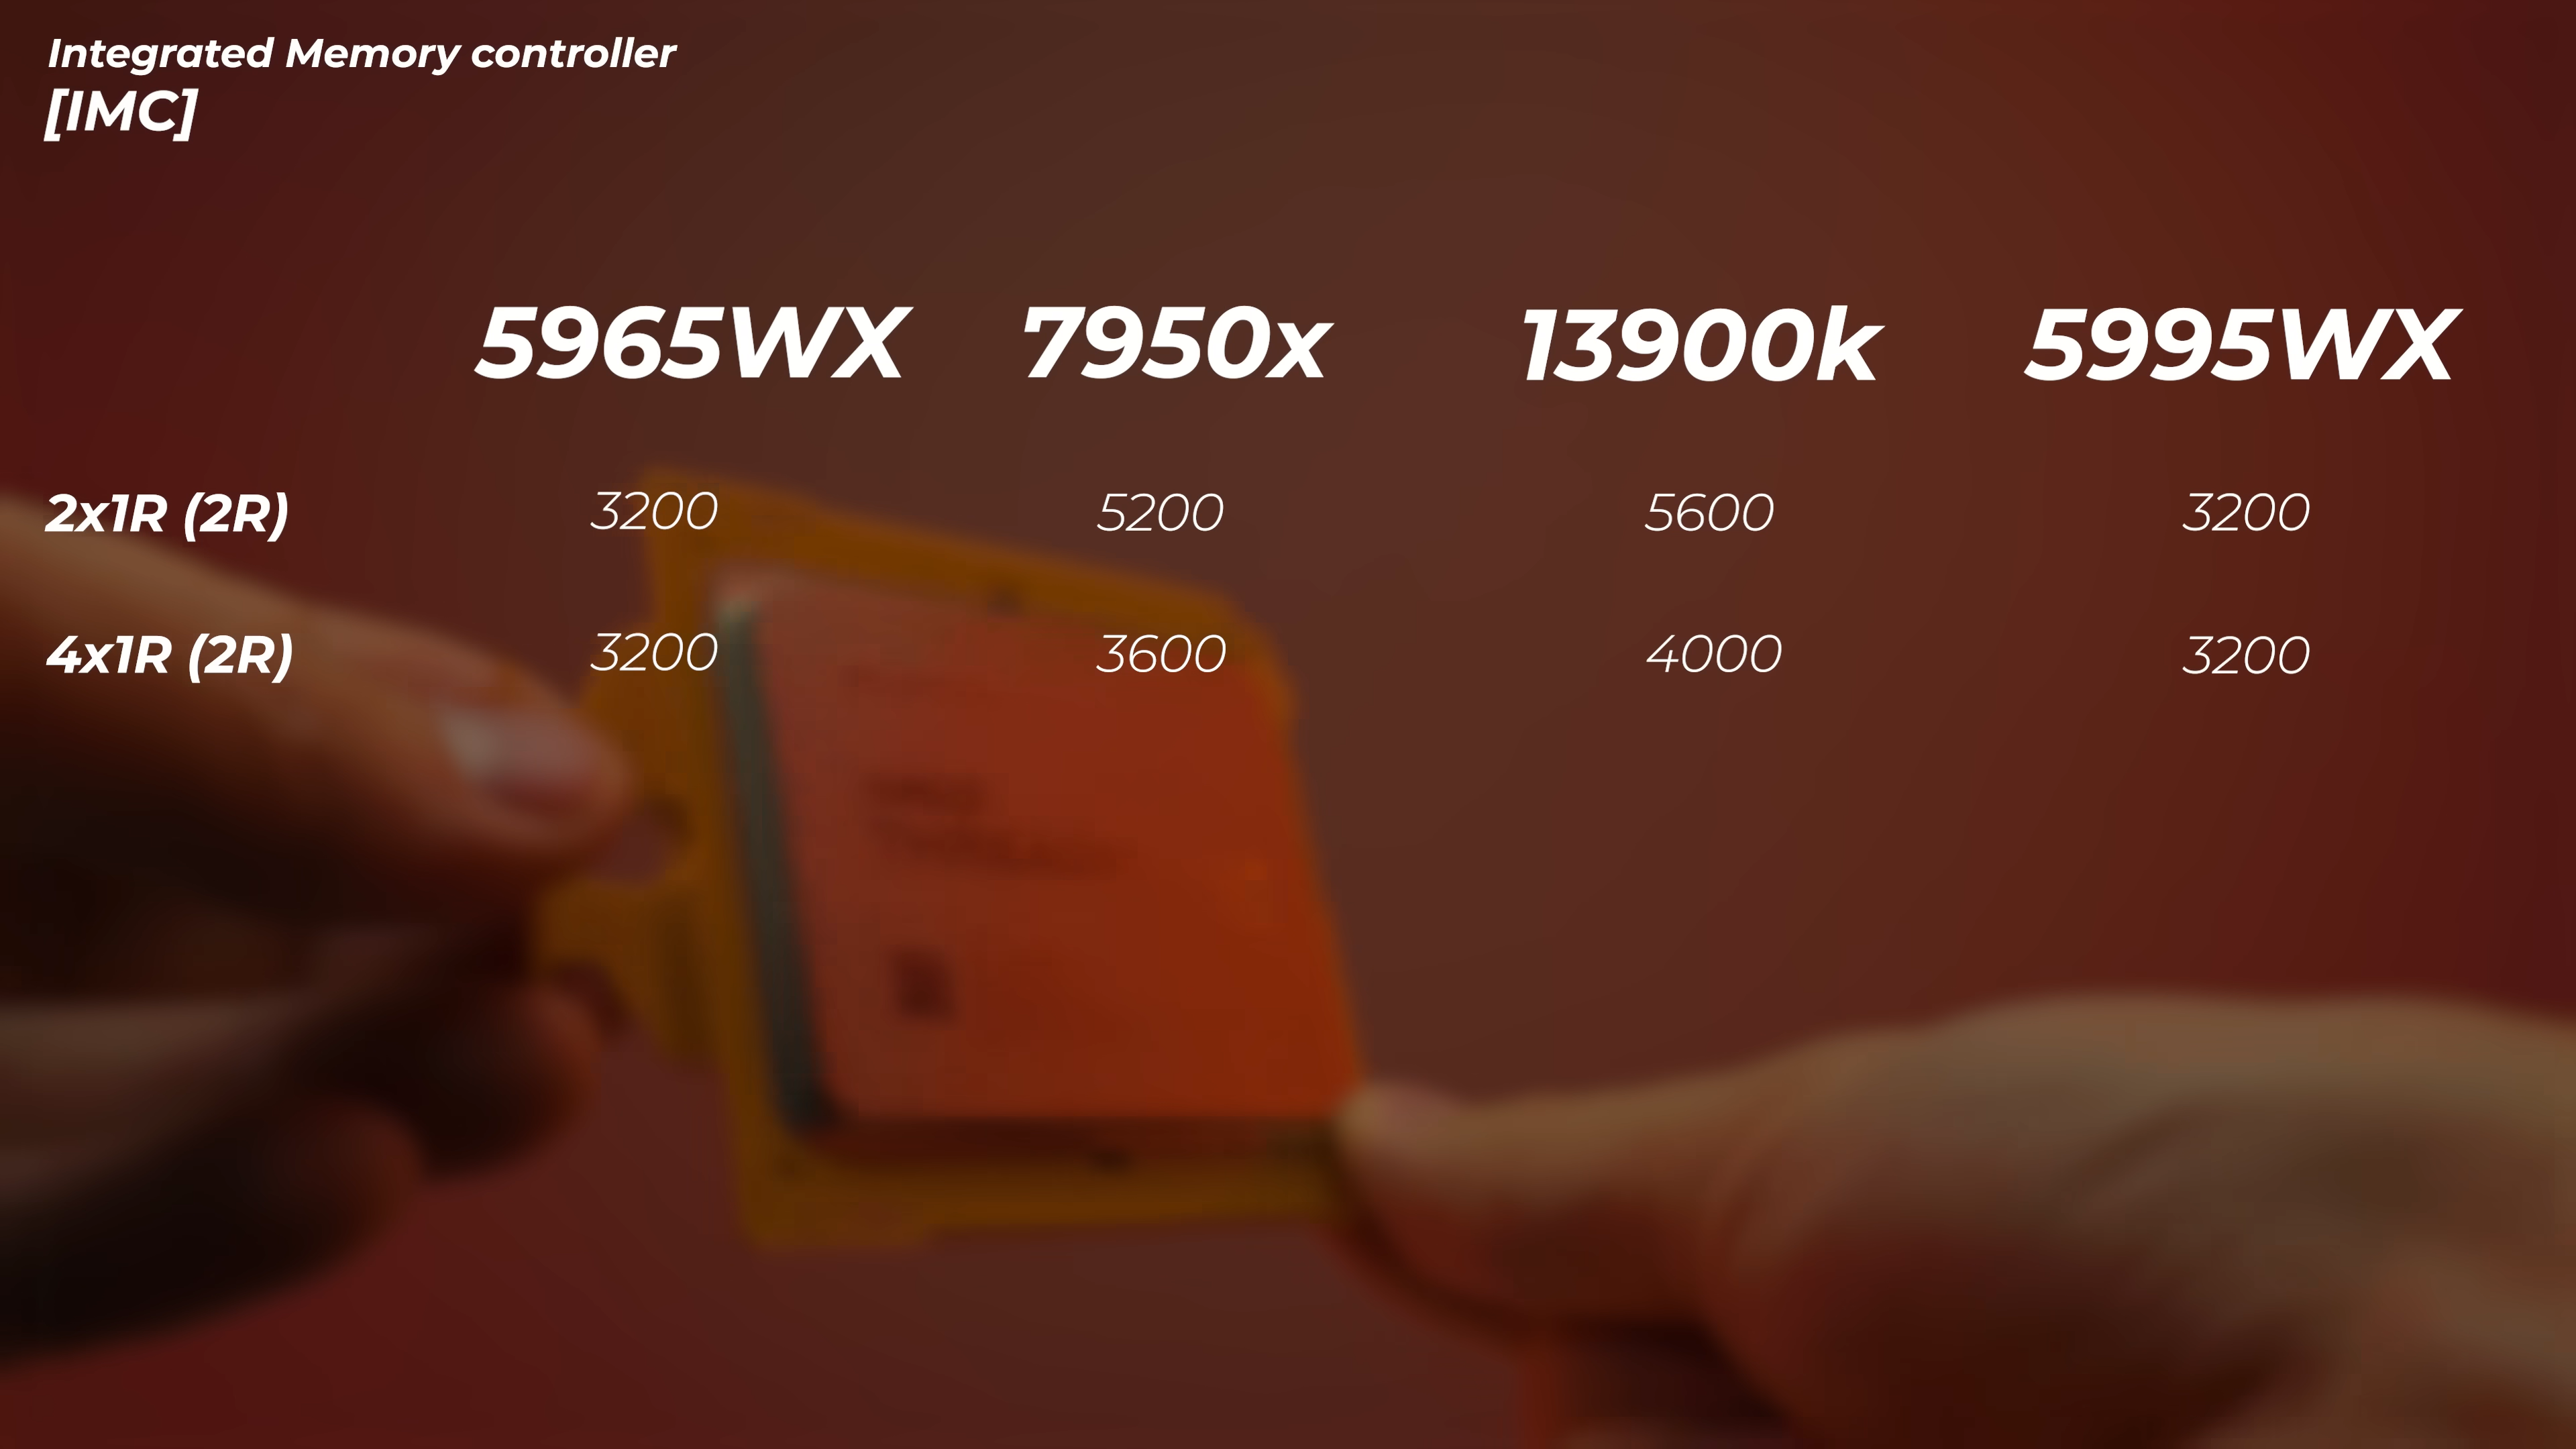 Integrated Memory controller
[IMC]
5965WX 7950x 13900k 5995WX
2x1R (2R) 3200 5200 5600 3200
4x1R (2R) 3200 3600 4000 3200